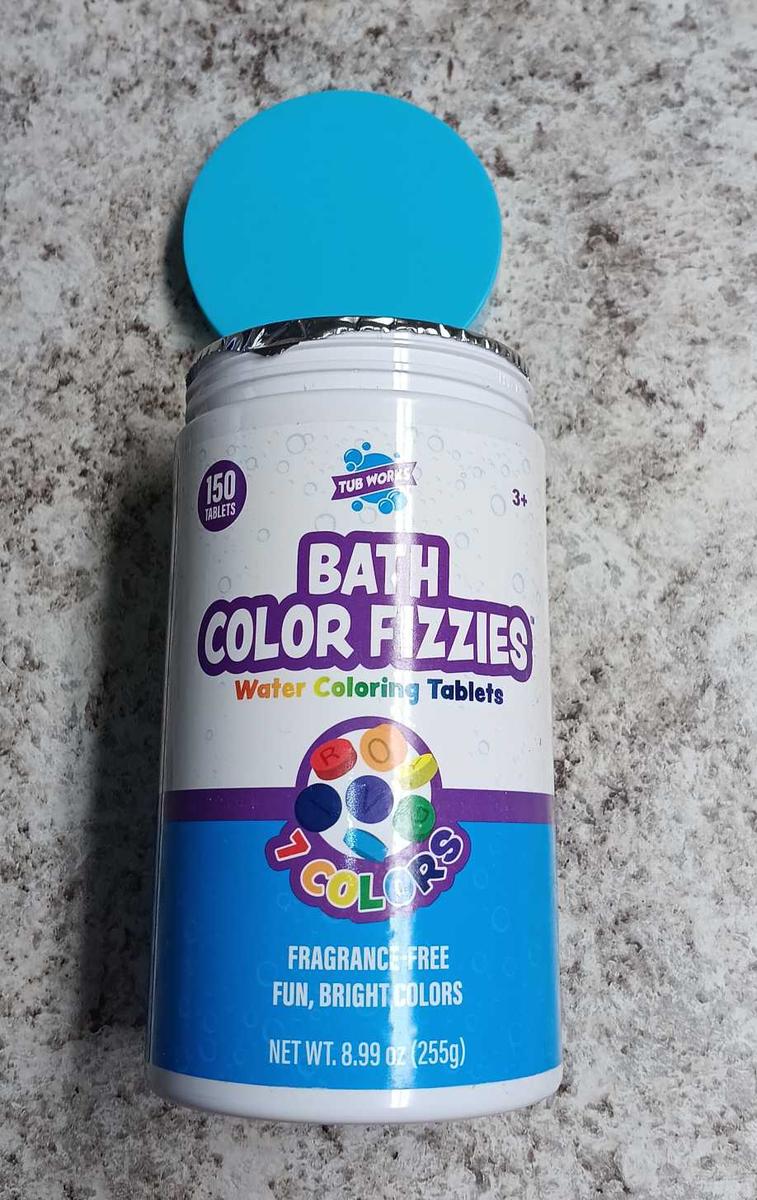 150
TABLETS
TUB WORKS
3+
BATH
COLOR FIZZIES™
Water Coloring Tablets
R O Y
I V G
7 COLORS
FRAGRANCE-FREE
FUN, BRIGHT COLORS
NET WT. 8.99 oz (255g)